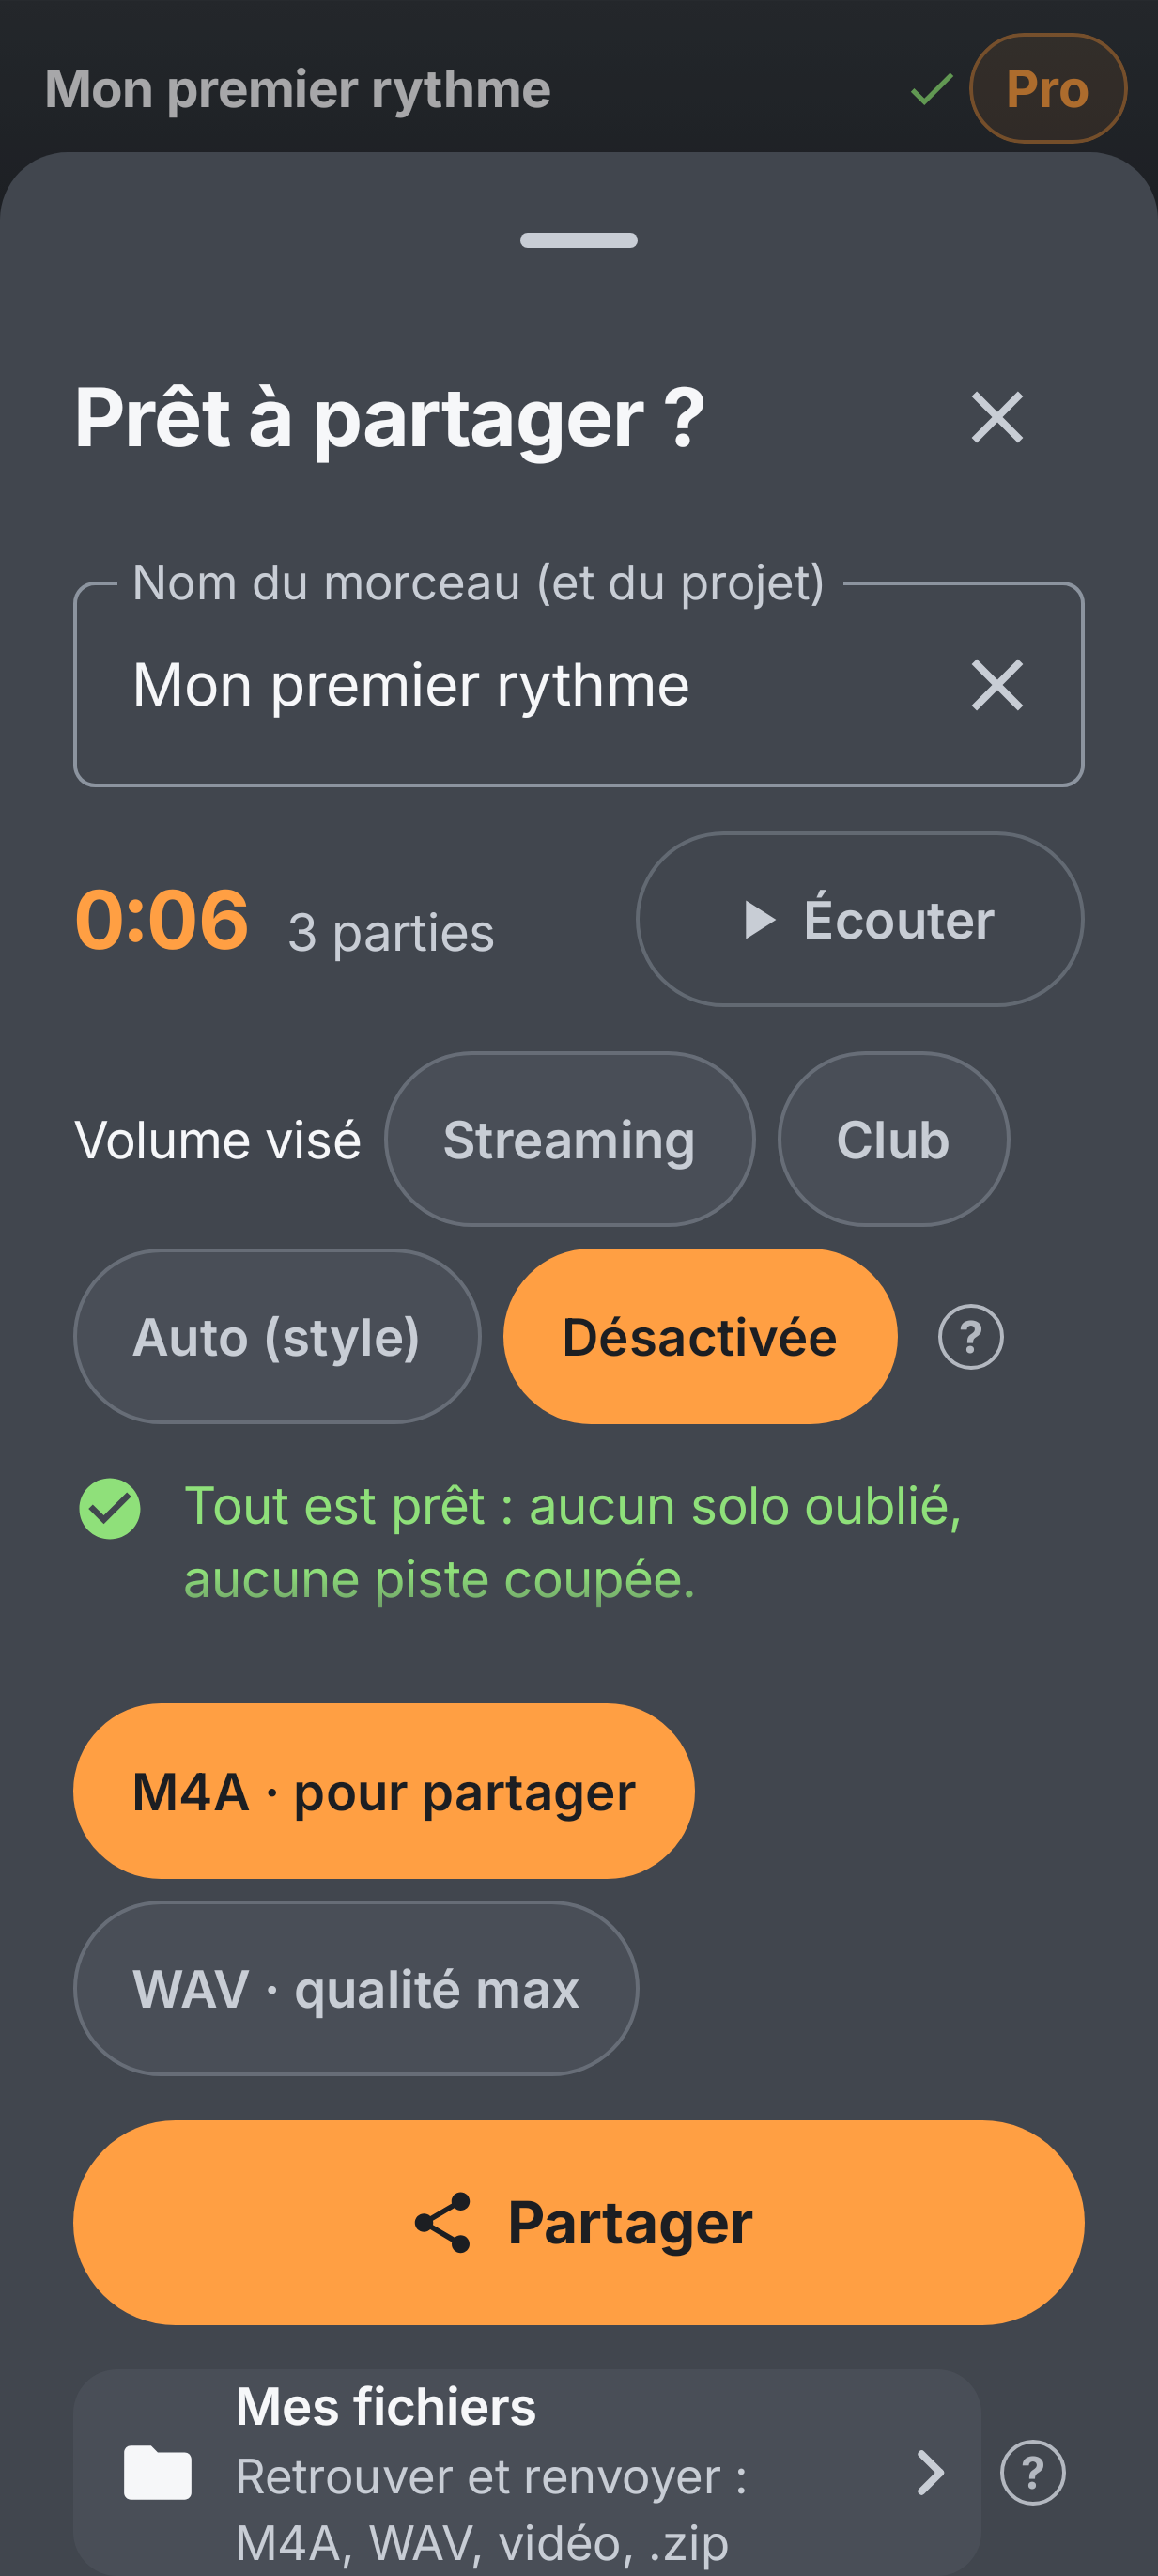 Mon premier rythme
Pro
Prêt à partager ?
Nom du morceau (et du projet)
Mon premier rythme
0:06 3 parties
Écouter
Volume visé
Streaming
Club
Auto (style)
Désactivée
?
Tout est prêt : aucun solo oublié,
aucune piste coupée.
M4A · pour partager
WAV · qualité max
Partager
Mes fichiers
Retrouver et renvoyer :
M4A, WAV, vidéo, .zip
?